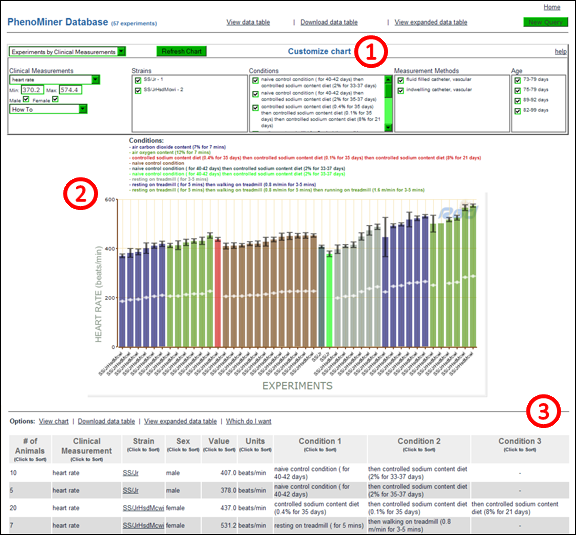 Home
PhenoMiner Database (57 experiments) View data table | Download data table | View expanded data table New Query
Experiments by Clinical Measurements Refresh Chart Customize chart 1 help
Clinical Measurements Strains Conditions Measurement Methods Age
heart rate
Min 370.2 Max 574.4
Male Female
How To
SS/Jr - 1
SS/JrHsdMcwi - 2
naive control condition ( for 40-42 days) then
controlled sodium content diet (2% for 33-37 days)
naive control condition ( for 40-42 days) then
controlled sodium content diet (2% for 35-37 days)
controlled sodium content diet (0.4% for 35
days) then controlled sodium content diet (0.1% for 35
days) then controlled sodium content diet (8% for 21
days)
fluid filled catheter, vascular
indwelling catheter, vascular
73-79 days
75-79 days
89-92 days
92-99 days
Conditions:
- air carbon dioxide content (7% for 7 mins)
- air oxygen content (12% for 7 mins)
- controlled sodium content diet (0.4% for 35 days) then controlled sodium content diet (0.1% for 35 days) then controlled sodium content diet (8% for 21 days)
- naive control condition
- naive control condition ( for 40-42 days) then controlled sodium content diet (2% for 33-37 days)
- naive control condition ( for 40-42 days) then controlled sodium content diet (2% for 35-37 days)
- resting on treadmill ( for 3-5 mins)
- resting on treadmill ( for 5 mins) then walking on treadmill (0.8 m/min for 3-5 mins)
- resting on treadmill ( for 5 mins) then walking on treadmill (0.8 m/min for 5 mins) then running on treadmill (1.6 m/min for 3-5 mins)
2
600
400
200
0
HEART RATE (beats/min)
EXPERIMENTS
3
Options: View chart | Download data table | View expanded data table | Which do I want
# of Animals Clinical Measurement Strain Sex Value Units Condition 1 Condition 2 Condition 3
(Click to Sort) (Click to Sort) (Click to Sort) (Click to Sort) (Click to Sort) (Click to Sort) (Click to Sort) (Click to Sort) (Click to Sort)
10 heart rate SS/Jr male 407.0 beats/min naive control condition ( for 40-42 days) then controlled sodium content diet (2% for 33-37 days) -
5 heart rate SS/Jr male 378.0 beats/min naive control condition ( for 40-42 days) then controlled sodium content diet (2% for 35-37 days) -
20 heart rate SS/JrHsdMcwi female 437.0 beats/min controlled sodium content diet (0.4% for 35 days) then controlled sodium content diet (0.1% for 35 days) then controlled sodium content diet (8% for 21 days)
7 heart rate SS/JrHsdMcwi female 531.2 beats/min resting on treadmill ( for 5 mins) then walking on treadmill (0.8 m/min for 3-5 mins) -